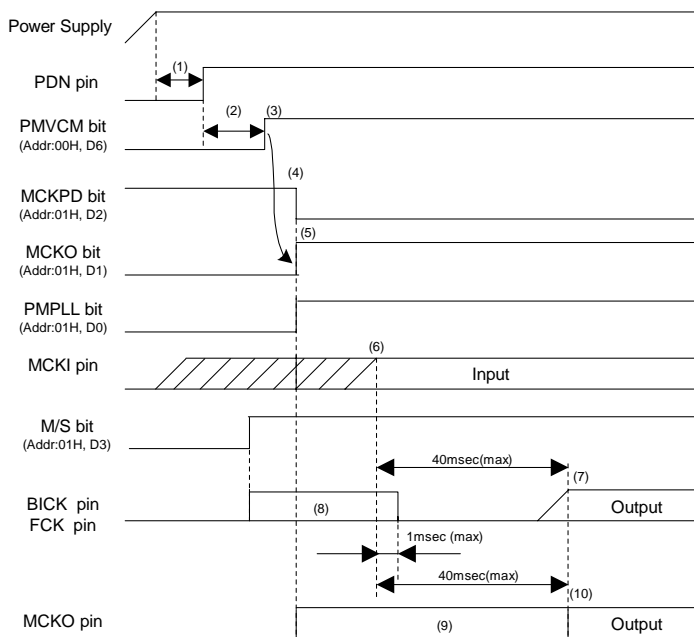 Power Supply
(1)
PDN pin
(2)
(3)
PMVCM bit
(Addr:00H, D6)
(4)
MCKPD bit
(Addr:01H, D2)
(5)
MCKO bit
(Addr:01H, D1)
PMPLL bit
(Addr:01H, D0)
(6)
MCKI pin
Input
M/S bit
(Addr:01H, D3)
40msec(max)
(7)
BICK pin
FCK pin
(8)
Output
1msec (max)
40msec(max)
(10)
MCKO pin
(9)
Output